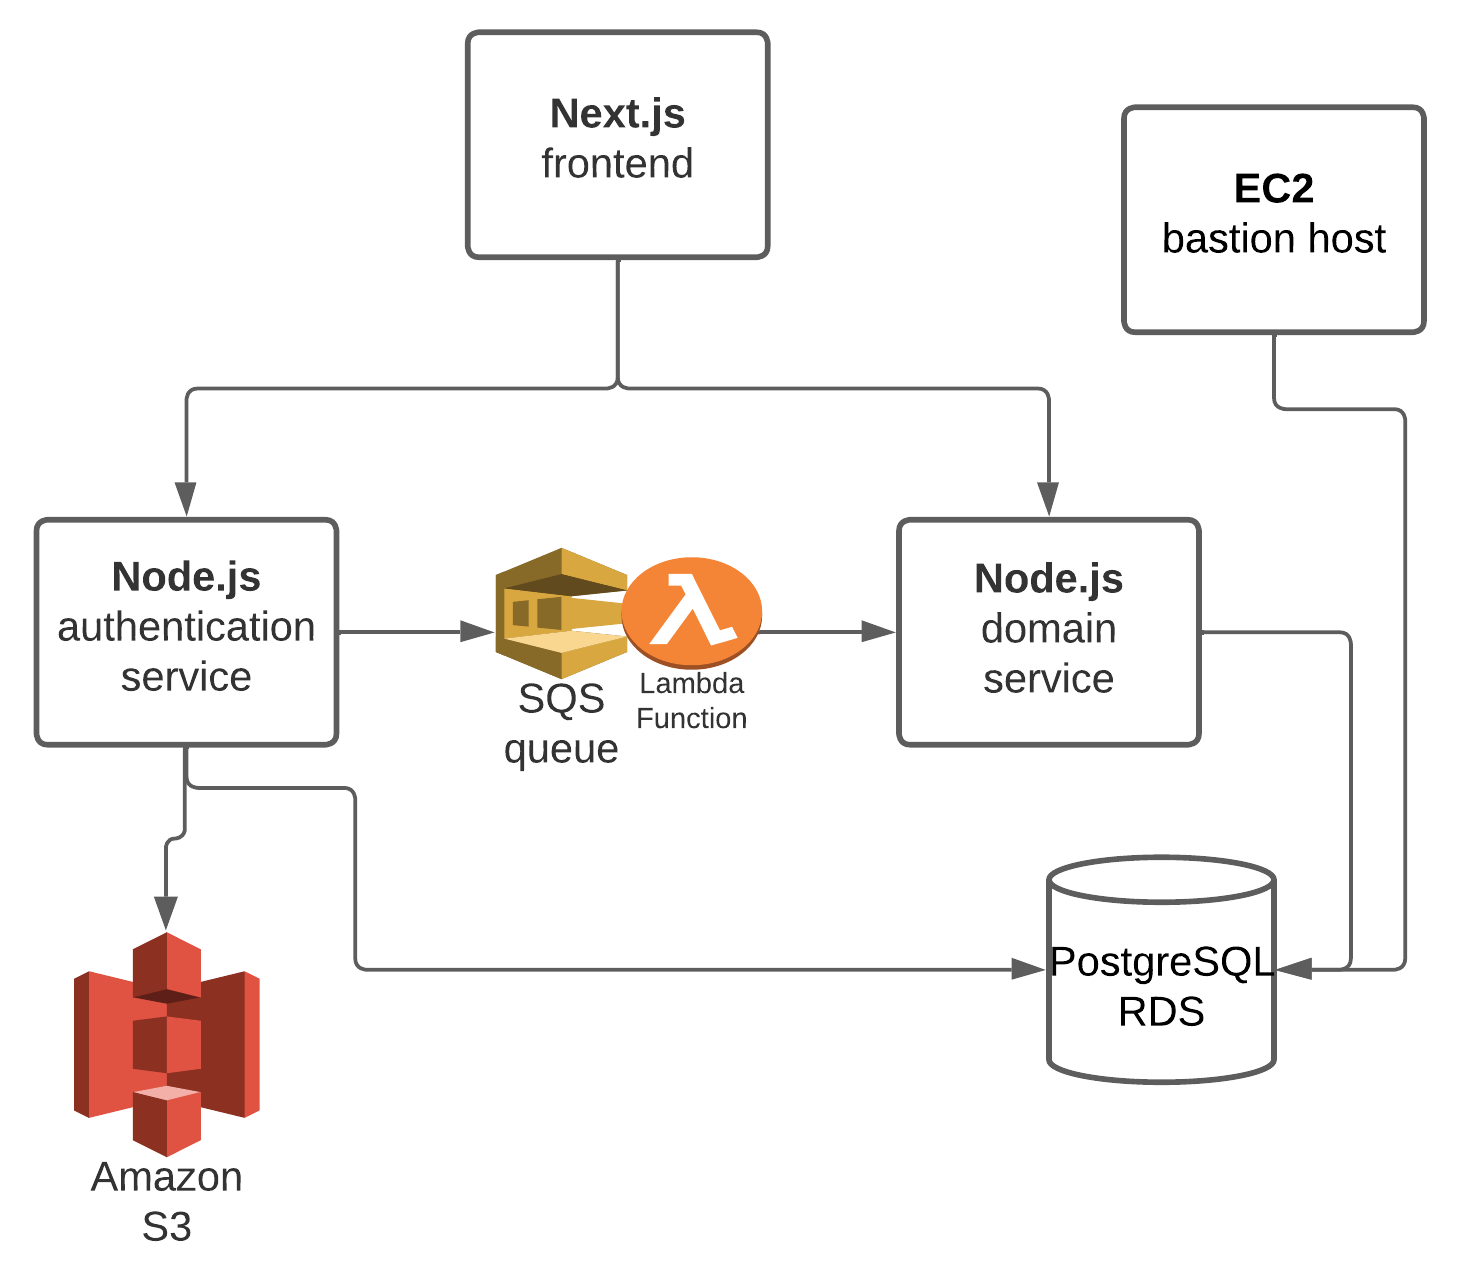 Next.js
frontend
EC2
bastion host
Node.js
authentication
service
SQS
queue
Lambda
Function
Node.js
domain
service
PostgreSQL
RDS
Amazon
S3